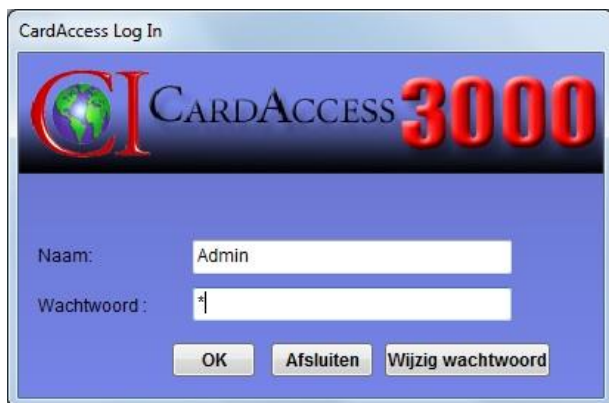 CardAccess Log In
CI CARDACCESS 3000
Naam: Admin
Wachtwoord : *
OK Afsluiten Wijzig wachtwoord